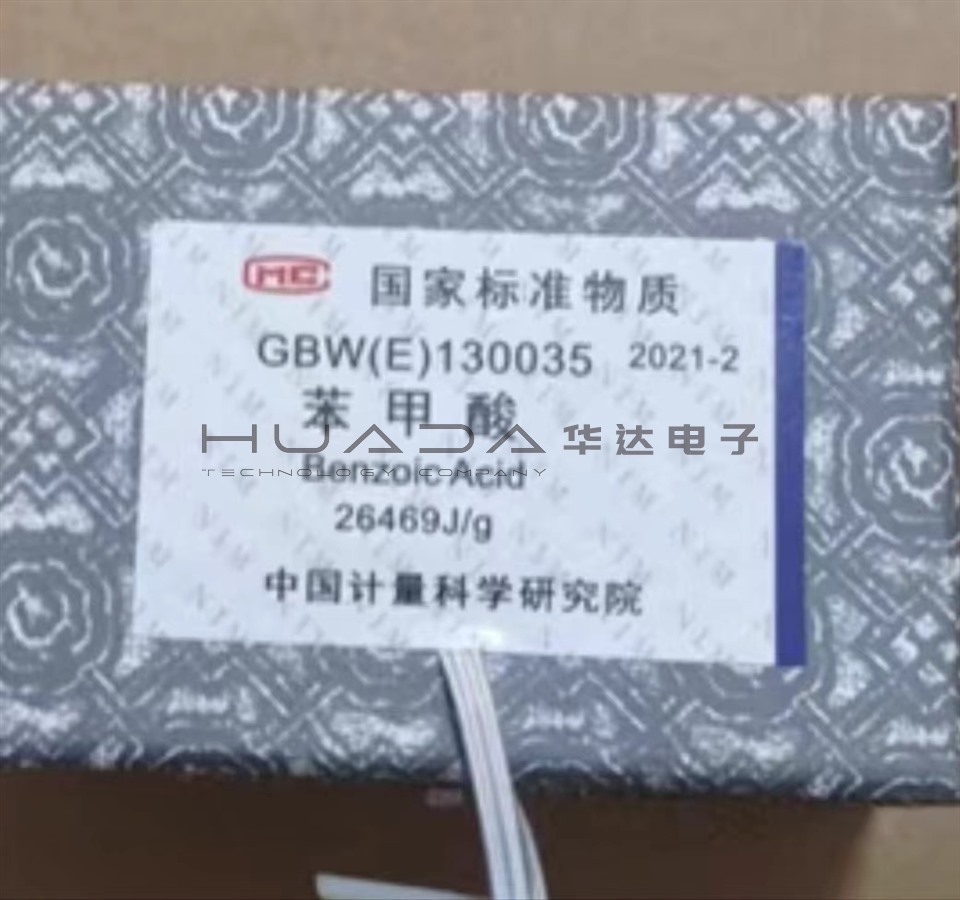 CMC 国家标准物质
GBW(E)130035 2021-2
苯甲酸
HUADA 华达电子
TECHNOLOGY COMPANY
Benzoic Acid
26469J/g
中国计量科学研究院